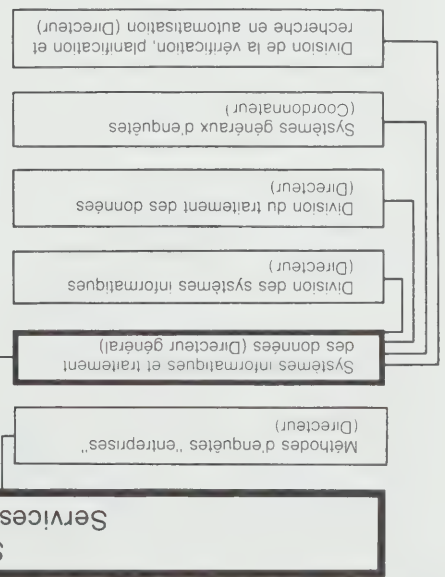 Services
Méthodes d'enquêtes "entreprises"
(Directeur)
Systèmes informatiques et traitement
des données (Directeur général)
Division des systèmes informatiques
(Directeur)
Division du traitement des données
(Directeur)
Systèmes généraux d'enquêtes
(Coordonnateur)
Division de la vérification, planification et
recherche en automatisation (Directeur)